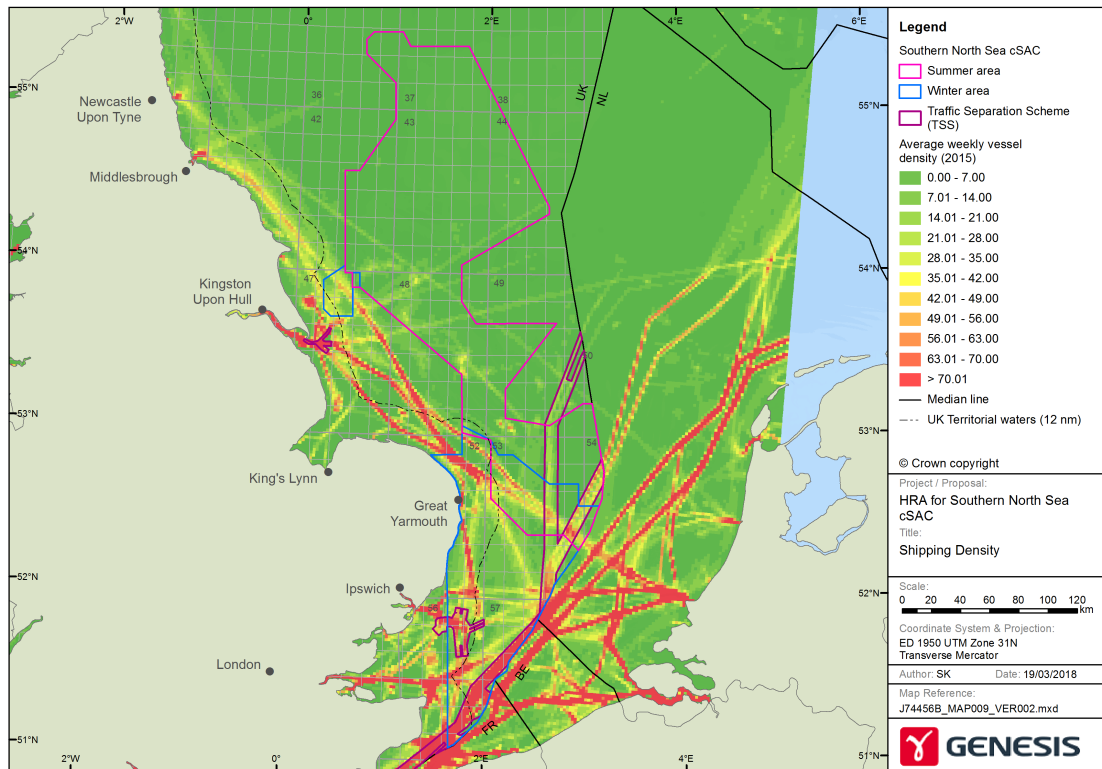 2°W
0°
2°E
4°E
6°E
55°N
55°N
54°N
54°N
53°N
53°N
52°N
52°N
51°N
51°N
2°W
0°
2°E
4°E
Newcastle
Upon Tyne
Middlesbrough
Kingston
Upon Hull
King's Lynn
Great
Yarmouth
Ipswich
London
36
37
38
42
43
44
47
48
49
52
53
54
57
UK
NL
BE
FR
Legend
Southern North Sea cSAC
Summer area
Winter area
Traffic Separation Scheme
(TSS)
Average weekly vessel
density (2015)
0.00 - 7.00
7.01 - 14.00
14.01 - 21.00
21.01 - 28.00
28.01 - 35.00
35.01 - 42.00
42.01 - 49.00
49.01 - 56.00
56.01 - 63.00
63.01 - 70.00
> 70.01
Median line
UK Territorial waters (12 nm)
© Crown copyright
Project / Proposal:
HRA for Southern North Sea
cSAC
Title:
Shipping Density
Scale:
0 20 40 60 80 100 120
km
Coordinate System & Projection:
ED 1950 UTM Zone 31N
Transverse Mercator
Author: SK Date: 19/03/2018
Map Reference:
J74456B_MAP009_VER002.mxd
GENESIS